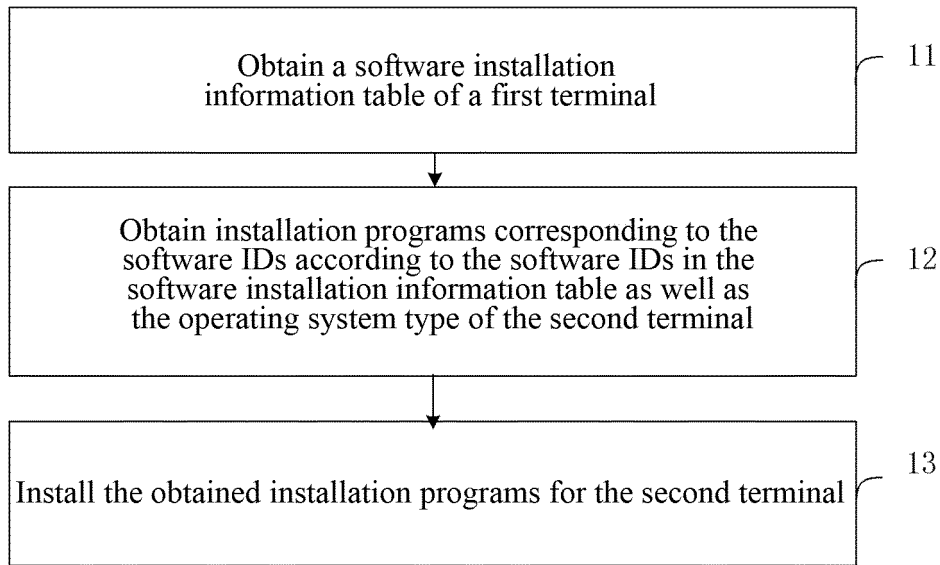 Obtain a software installation
information table of a first terminal
11
Obtain installation programs corresponding to the
software IDs according to the software IDs in the
software installation information table as well as
the operating system type of the second terminal
12
Install the obtained installation programs for the second terminal
13